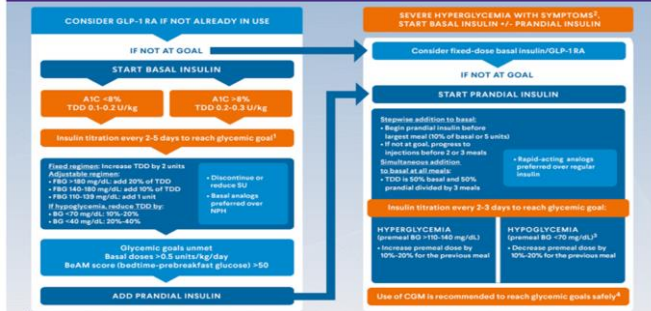 CONSIDER GLP-1 RA IF NOT ALREADY IN USE
IF NOT AT GOAL
START BASAL INSULIN
A1C <8%
TDD 0.1-0.2 U/kg
A1C >8%
TDD 0.2-0.3 U/kg
Insulin titration every 2-5 days to reach glycemic goal¹
Fixed regimen: Increase TDD by 2 units
Adjustable regimen:
• FBG >180 mg/dL: add 20% of TDD
• FBG 140-180 mg/dL: add 10% of TDD
• FBG 110-139 mg/dL: add 1 unit
If hypoglycemia, reduce TDD by:
• BG <70 mg/dL: 10%-20%
• BG <40 mg/dL: 20%-40%
• Discontinue or
reduce SU
• Basal analogs
preferred over
NPH
Glycemic goals unmet
Basal doses >0.5 units/kg/day
BeAM score (bedtime-prebreakfast glucose) >50
ADD PRANDIAL INSULIN
SEVERE HYPERGLYCEMIA WITH SYMPTOMS²,
START BASAL INSULIN +/- PRANDIAL INSULIN
Consider fixed-dose basal insulin/GLP-1 RA
IF NOT AT GOAL
START PRANDIAL INSULIN
Stepwise addition to basal:
• Begin prandial insulin before
largest meal (10% of basal or 5 units)
• If not at goal, progress to
injections before 2 or 3 meals
Simultaneous addition
to basal at all meals:
• TDD is 50% basal and 50%
prandial divided by 3 meals
• Rapid-acting analogs
preferred over regular
insulin
Insulin titration every 2-3 days to reach glycemic goal:
HYPERGLYCEMIA
(premeal BG >110-140 mg/dL)
• Increase premeal dose by
10%-20% for the previous meal
HYPOGLYCEMIA
(premeal BG <70 mg/dL)³
• Decrease premeal dose by
10%-20% for the previous meal
Use of CGM is recommended to reach glycemic goals safely⁴